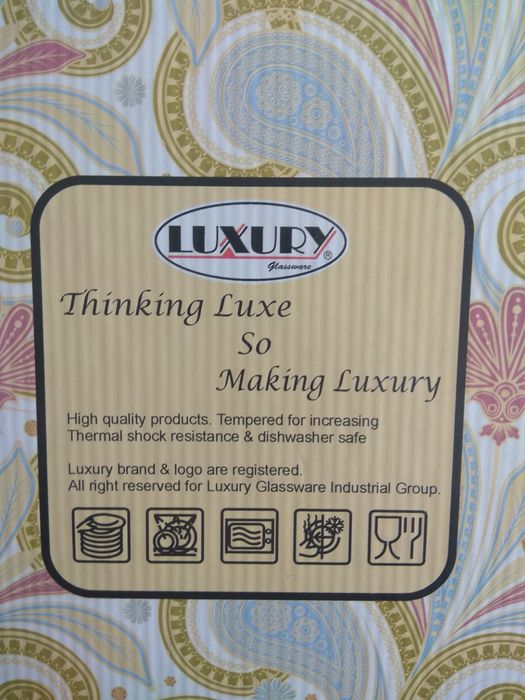 LUXURY ®
Glassware
Thinking Luxe
So
Making Luxury
High quality products. Tempered for increasing
Thermal shock resistance & dishwasher safe
Luxury brand & logo are registered.
All right reserved for Luxury Glassware Industrial Group.